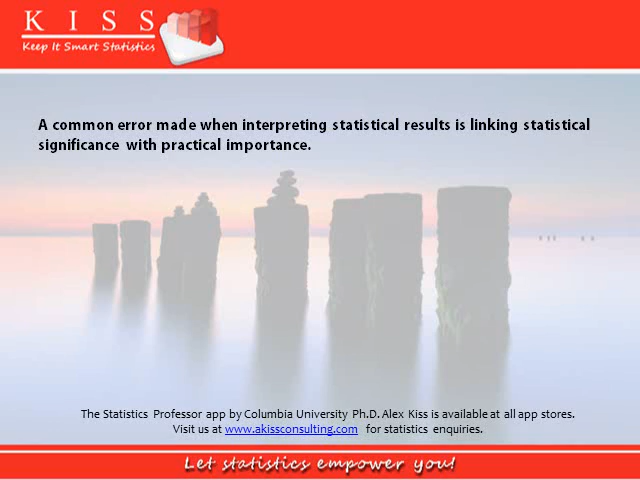 K I S S
Keep It Smart Statistics
A common error made when interpreting statistical results is linking statistical
significance with practical importance.
The Statistics Professor app by Columbia University Ph.D. Alex Kiss is available at all app stores.
Visit us at www.akissconsulting.com for statistics enquiries.
Let statistics empower you!